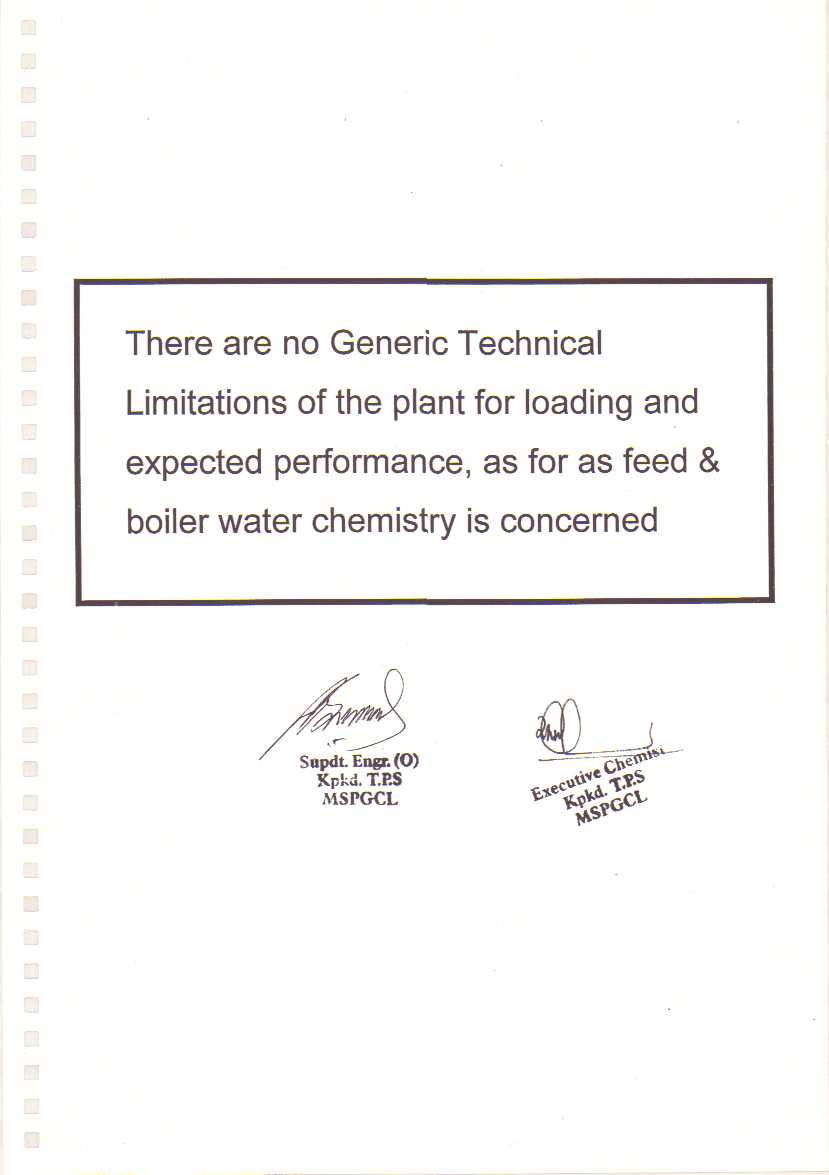 There are no Generic Technical
Limitations of the plant for loading and
expected performance, as for as feed &
boiler water chemistry is concerned
Supdt. Engr. (O)
Kpkd. T.P.S
MSPGCL
Executive Chemist
Kpkd. T.P.S
MSPGCL